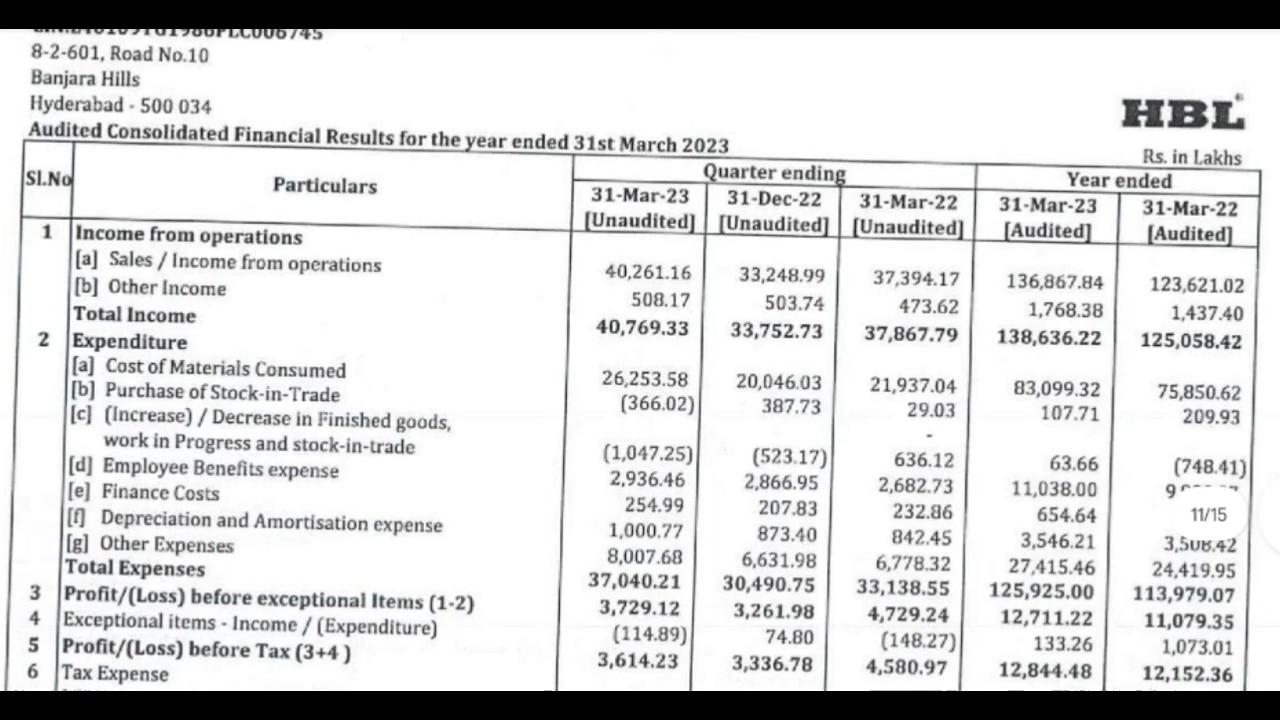 8-2-601, Road No.10
Banjara Hills
Hyderabad - 500 034
HBL
Audited Consolidated Financial Results for the year ended 31st March 2023
Rs. in Lakhs
Sl.No Particulars Quarter ending Year ended
31-Mar-23 31-Dec-22 31-Mar-22 31-Mar-23 31-Mar-22
[Unaudited] [Unaudited] [Unaudited] [Audited] [Audited]
1 Income from operations
[a] Sales / Income from operations 40,261.16 33,248.99 37,394.17 136,867.84 123,621.02
[b] Other Income 508.17 503.74 473.62 1,768.38 1,437.40
Total Income 40,769.33 33,752.73 37,867.79 138,636.22 125,058.42
2 Expenditure
[a] Cost of Materials Consumed 26,253.58 20,046.03 21,937.04 83,099.32 75,850.62
[b] Purchase of Stock-in-Trade (366.02) 387.73 29.03 107.71 209.93
[c] (Increase) / Decrease in Finished goods, -
work in Progress and stock-in-trade (1,047.25) (523.17) 636.12 63.66 (748.41)
[d] Employee Benefits expense 2,936.46 2,866.95 2,682.73 11,038.00
[e] Finance Costs 254.99 207.83 232.86 654.64
11/15
[f] Depreciation and Amortisation expense 1,000.77 873.40 842.45 3,546.21 3,508.42
[g] Other Expenses 8,007.68 6,631.98 6,778.32 27,415.46 24,419.95
Total Expenses 37,040.21 30,490.75 33,138.55 125,925.00 113,979.07
3 Profit/(Loss) before exceptional Items (1-2) 3,729.12 3,261.98 4,729.24 12,711.22 11,079.35
4 Exceptional items - Income / (Expenditure) (114.89) 74.80 (148.27) 133.26 1,073.01
5 Profit/(Loss) before Tax (3+4 ) 3,614.23 3,336.78 4,580.97 12,844.48 12,152.36
6 Tax Expense